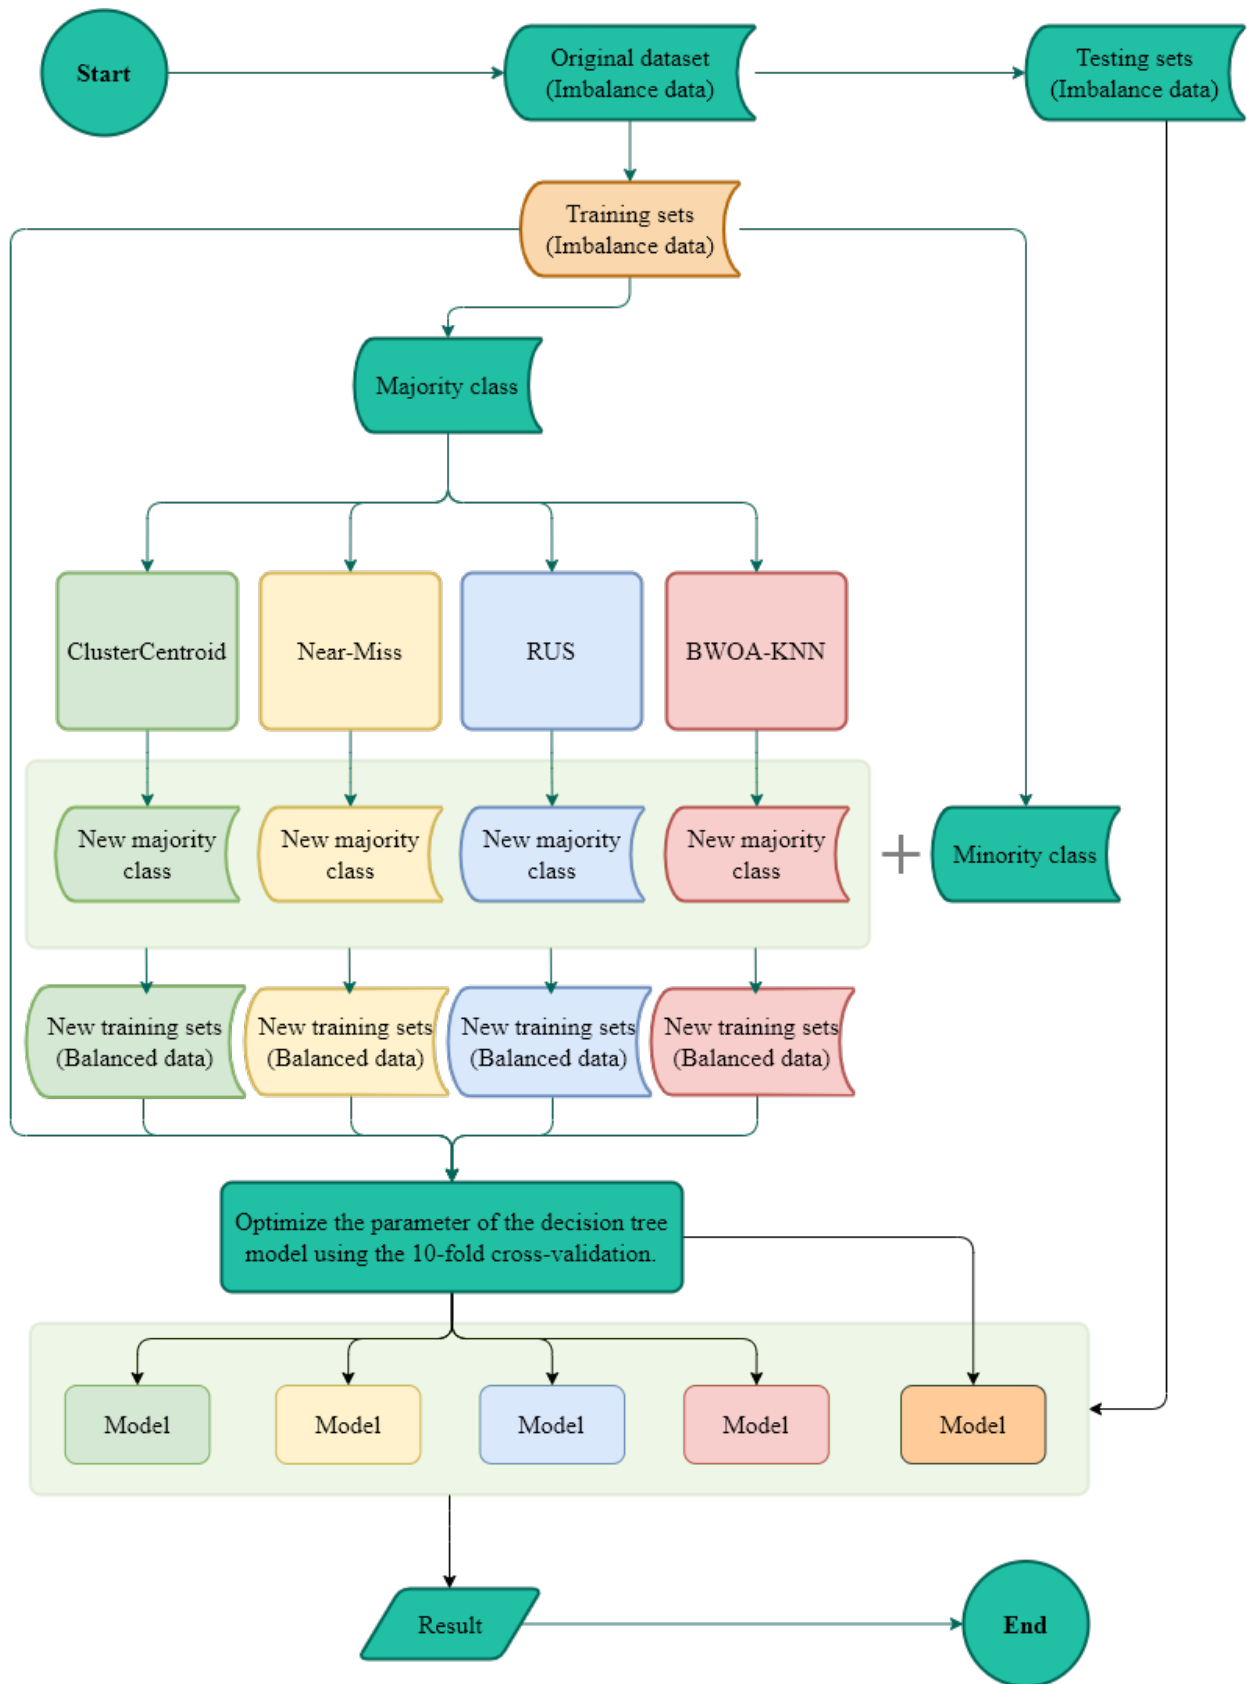 Start
Original dataset
(Imbalance data)
Testing sets
(Imbalance data)
Training sets
(Imbalance data)
Majority class
ClusterCentroid
Near-Miss
RUS
BWOA-KNN
New majority
class
New majority
class
New majority
class
New majority
class
+
Minority class
New training sets
(Balanced data)
New training sets
(Balanced data)
New training sets
(Balanced data)
New training sets
(Balanced data)
Optimize the parameter of the decision tree
model using the 10-fold cross-validation.
Model
Model
Model
Model
Model
Result
End